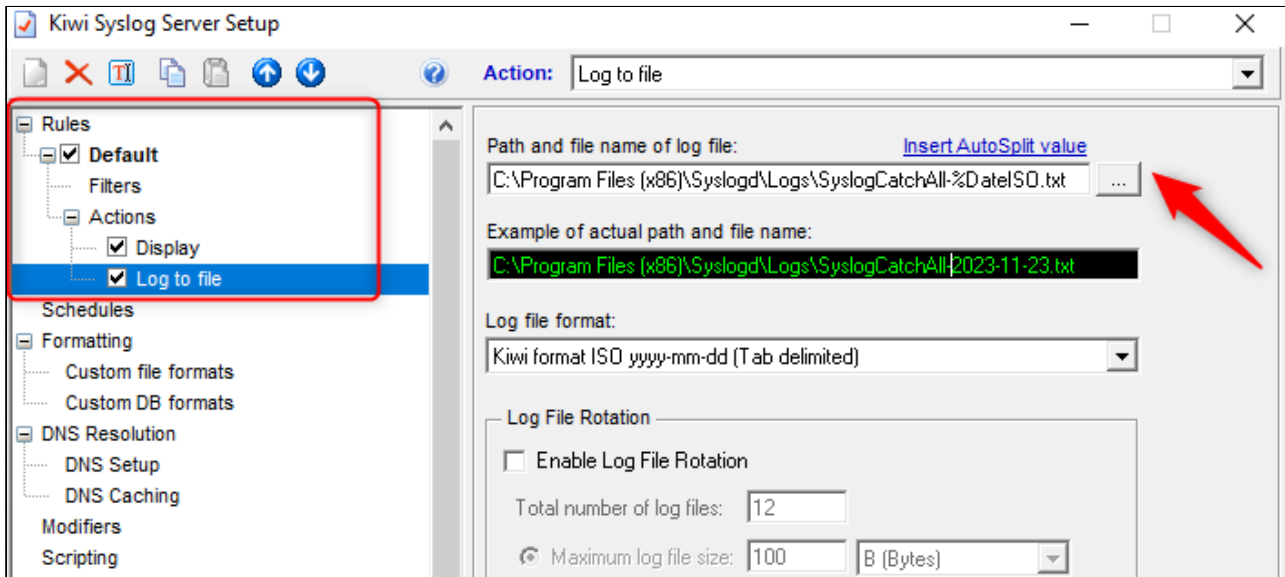 Kiwi Syslog Server Setup
Action: Log to file
Rules
Default
Filters
Actions
Display
Log to file
Schedules
Formatting
Custom file formats
Custom DB formats
DNS Resolution
DNS Setup
DNS Caching
Modifiers
Scripting
Path and file name of log file: Insert AutoSplit value
C:\Program Files (x86)\Syslogd\Logs\SyslogCatchAll-%DateISO.txt ...
Example of actual path and file name:
C:\Program Files (x86)\Syslogd\Logs\SyslogCatchAll-2023-11-23.txt
Log file format:
Kiwi format ISO yyyy-mm-dd (Tab delimited)
Log File Rotation
Enable Log File Rotation
Total number of log files: 12
Maximum log file size: 100 B (Bytes)